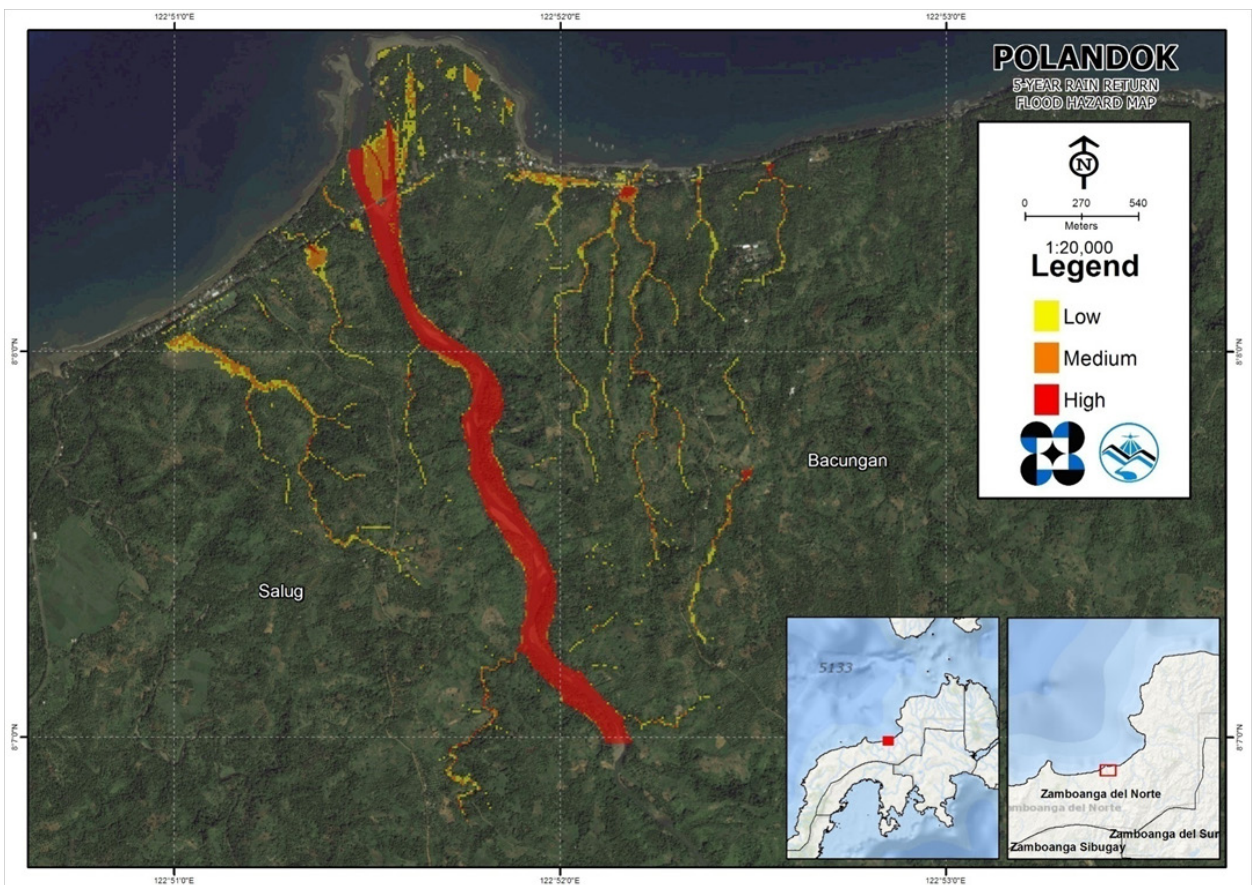 122°51'0"E
122°52'0"E
122°53'0"E
POLANDOK
5-YEAR RAIN RETURN
FLOOD HAZARD MAP
N
0 270 540
Meters
1:20,000
Legend
Low
Medium
High
8°8'0"N
8°8'0"N
Bacungan
Salug
5133
Zamboanga del Norte
Zamboanga del Norte
Zamboanga del Sur
Zamboanga Sibugay
8°7'0"N
8°7'0"N
122°51'0"E
122°52'0"E
122°53'0"E